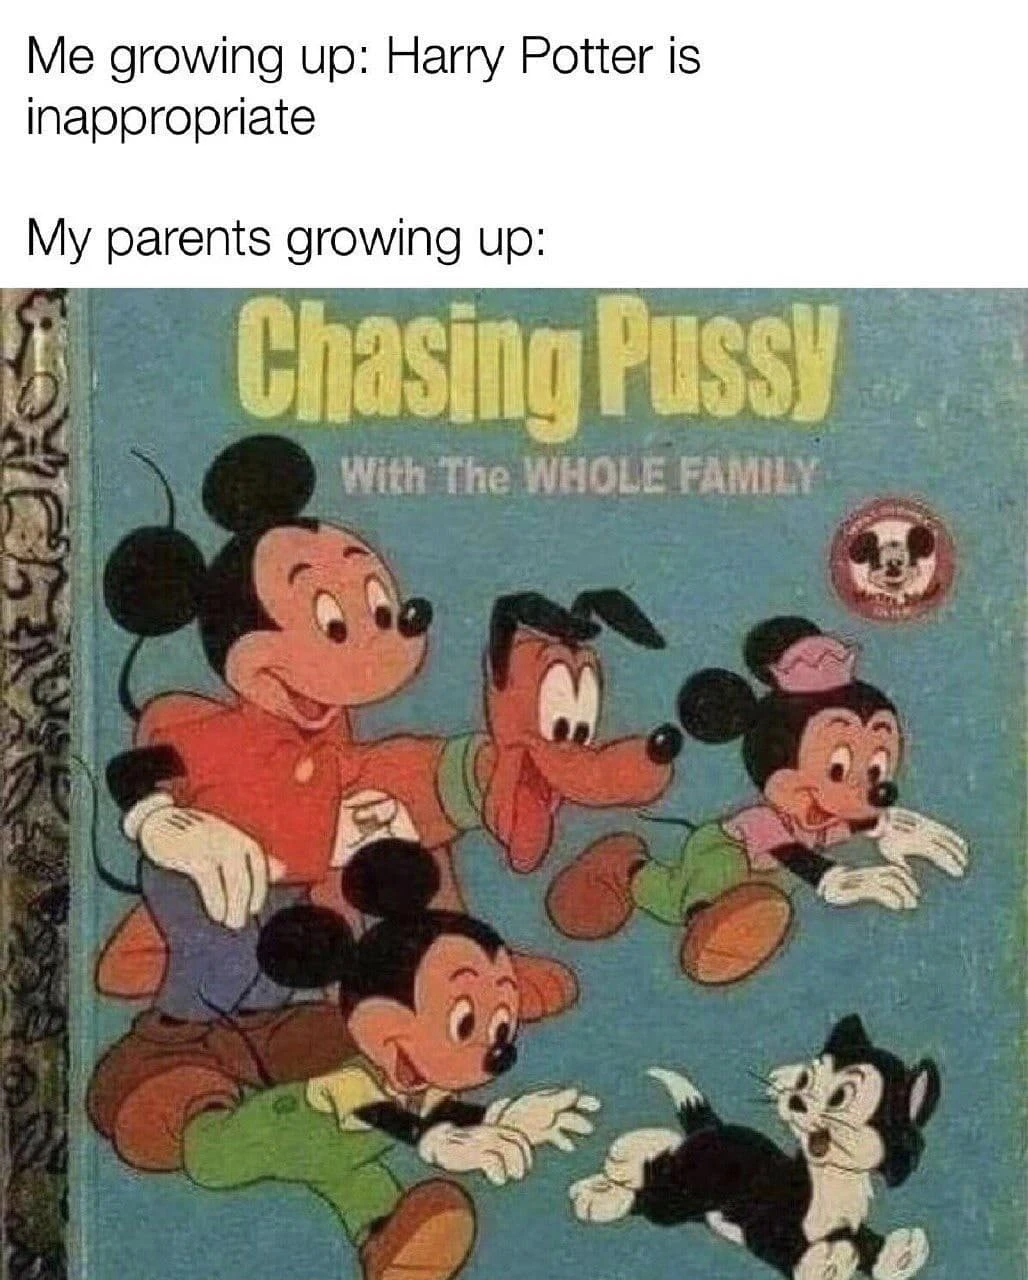 Me growing up: Harry Potter is
inappropriate
My parents growing up:
Chasing Pussy
With The WHOLE FAMILY